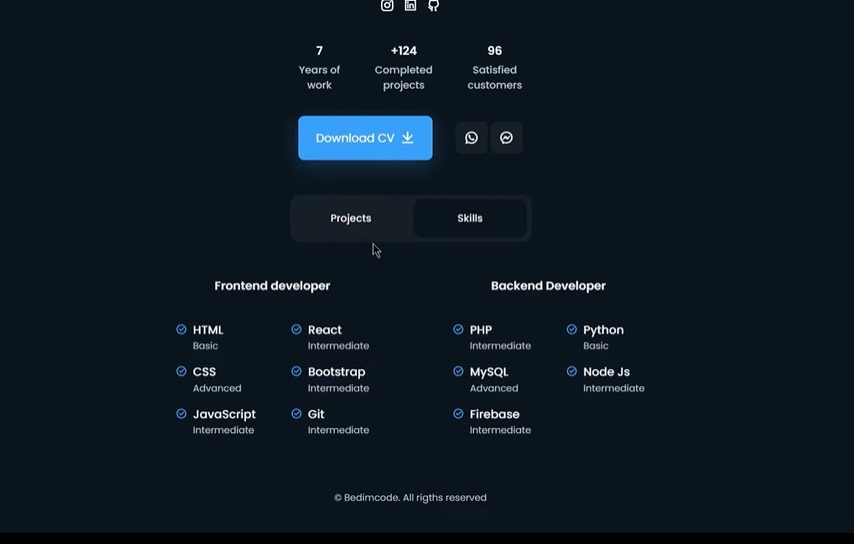 7
Years of
work
+124
Completed
projects
96
Satisfied
customers
Download CV
Projects
Skills
Frontend developer
HTML
Basic
CSS
Advanced
JavaScript
Intermediate
React
Intermediate
Bootstrap
Intermediate
Git
Intermediate
Backend Developer
PHP
Intermediate
MySQL
Advanced
Firebase
Intermediate
Python
Basic
Node Js
Intermediate
© Bedimcode. All rigths reserved